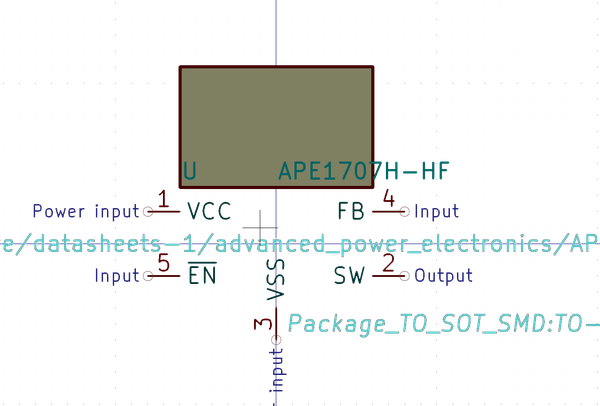 U APE1707H-HF
Power input 1 VCC FB 4 Input
e/datasheets-1/advanced_power_electronics/AP
Input 5 EN SW 2 Output
VSS
Package_TO_SOT_SMD:TO-
3
input